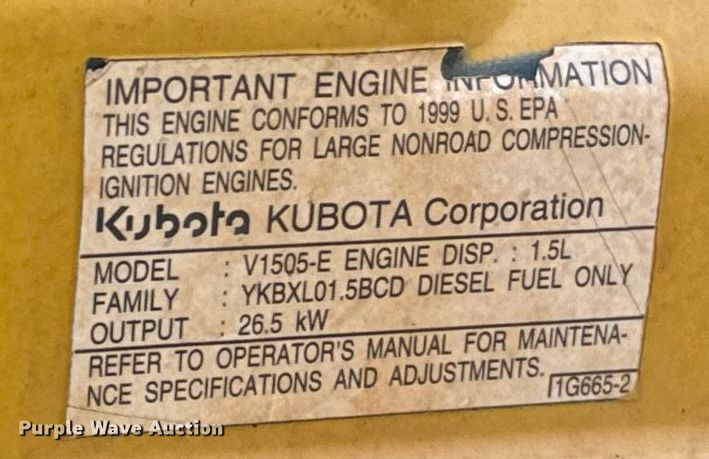 IMPORTANT ENGINE INFORMATION
THIS ENGINE CONFORMS TO 1999 U.S. EPA
REGULATIONS FOR LARGE NONROAD COMPRESSION-
IGNITION ENGINES.
Kubota KUBOTA Corporation
MODEL : V1505-E ENGINE DISP. : 1.5L
FAMILY : YKBXL01.5BCD DIESEL FUEL ONLY
OUTPUT : 26.5 kW
REFER TO OPERATOR'S MANUAL FOR MAINTENA-
NCE SPECIFICATIONS AND ADJUSTMENTS.
1G665-2
Purple Wave Auction